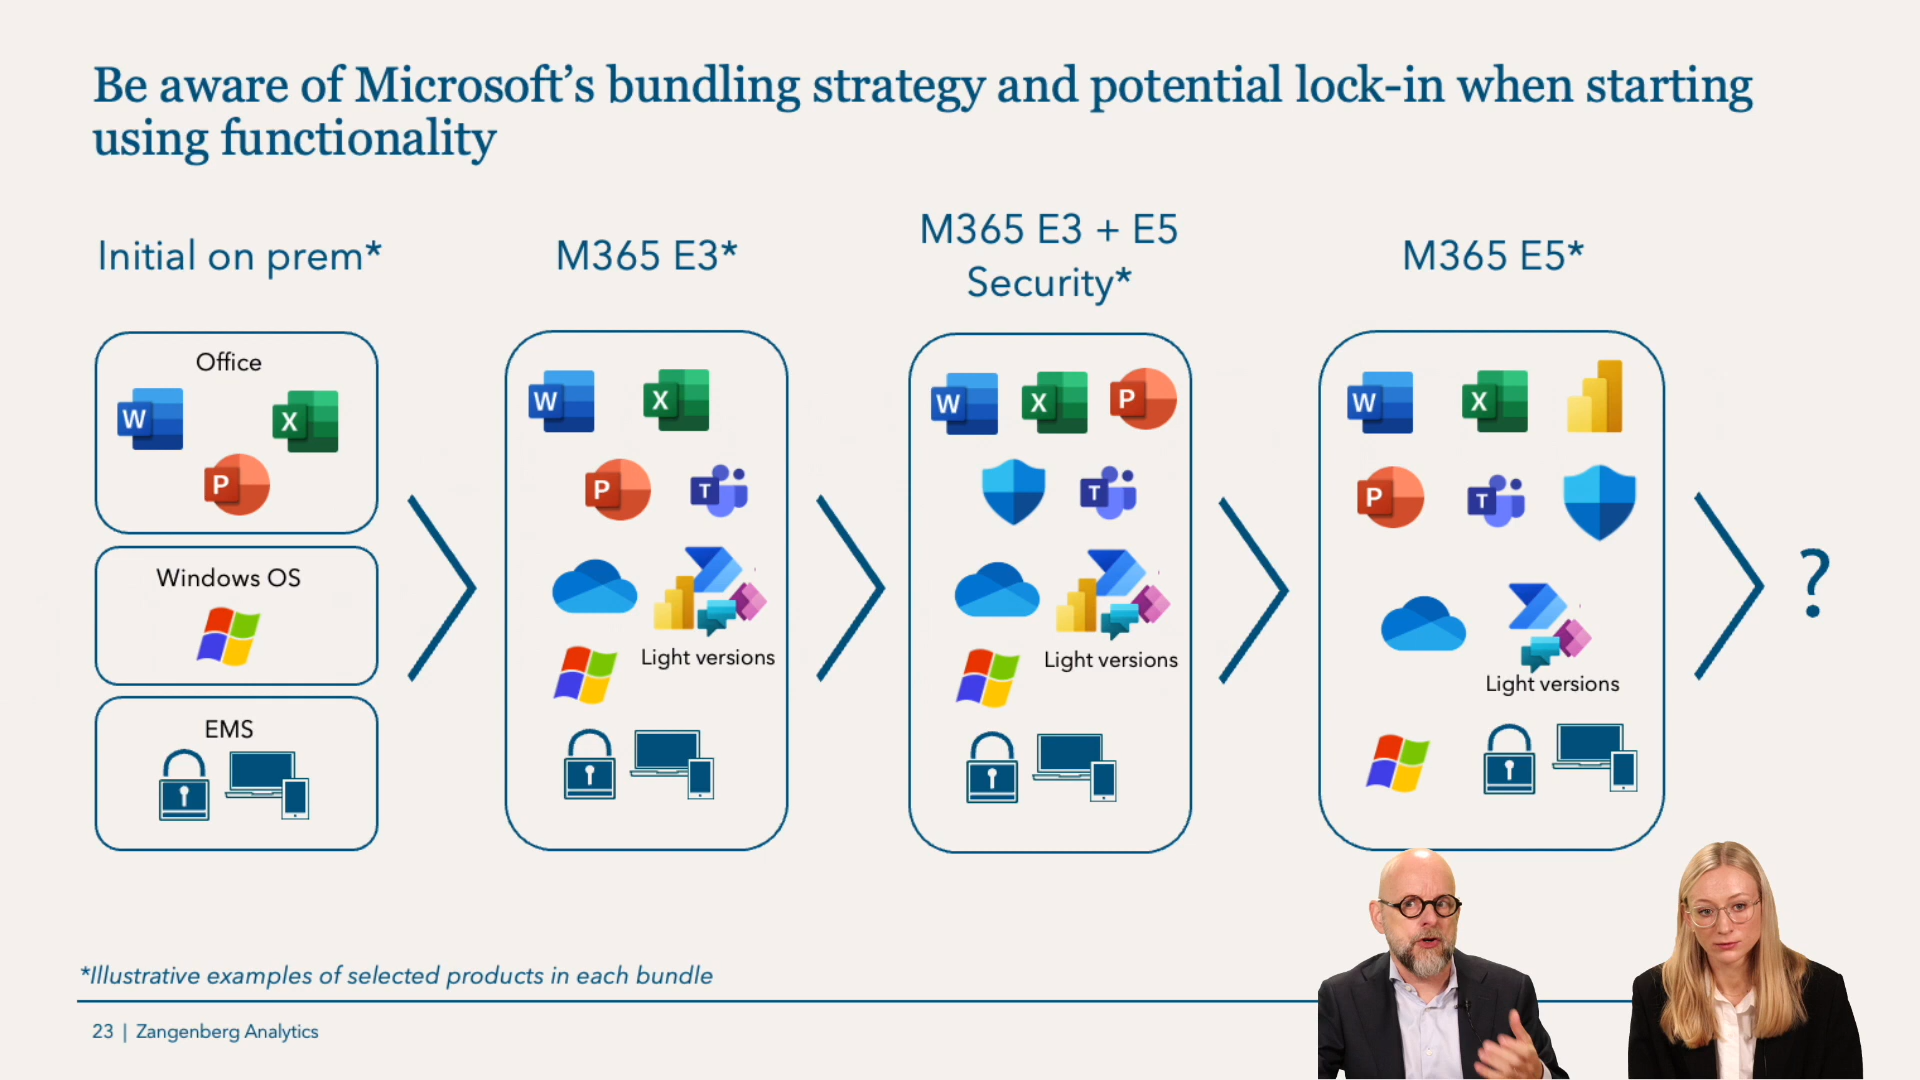 Be aware of Microsoft's bundling strategy and potential lock-in when starting
using functionality
Initial on prem*
M365 E3*
M365 E3 + E5
Security*
M365 E5*
Office
W
X
P
Windows OS
EMS
W
X
P
T
Light versions
W
X
P
T
Light versions
W
X
P
T
Light versions
?
*Illustrative examples of selected products in each bundle
23 | Zangenberg Analytics